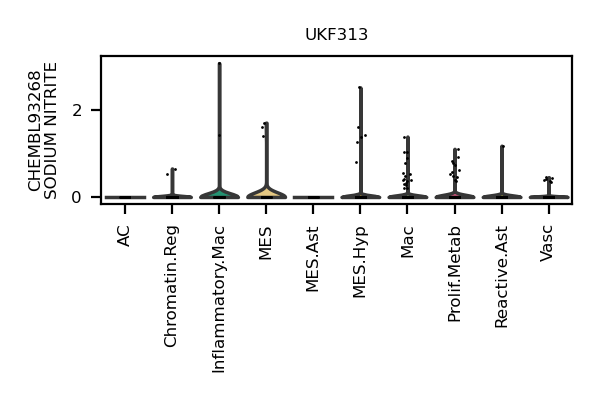 UKF313
CHEMBL93268
SODIUM NITRITE
2
0
AC
Chromatin.Reg
Inflammatory.Mac
MES
MES.Ast
MES.Hyp
Mac
Prolif.Metab
Reactive.Ast
Vasc